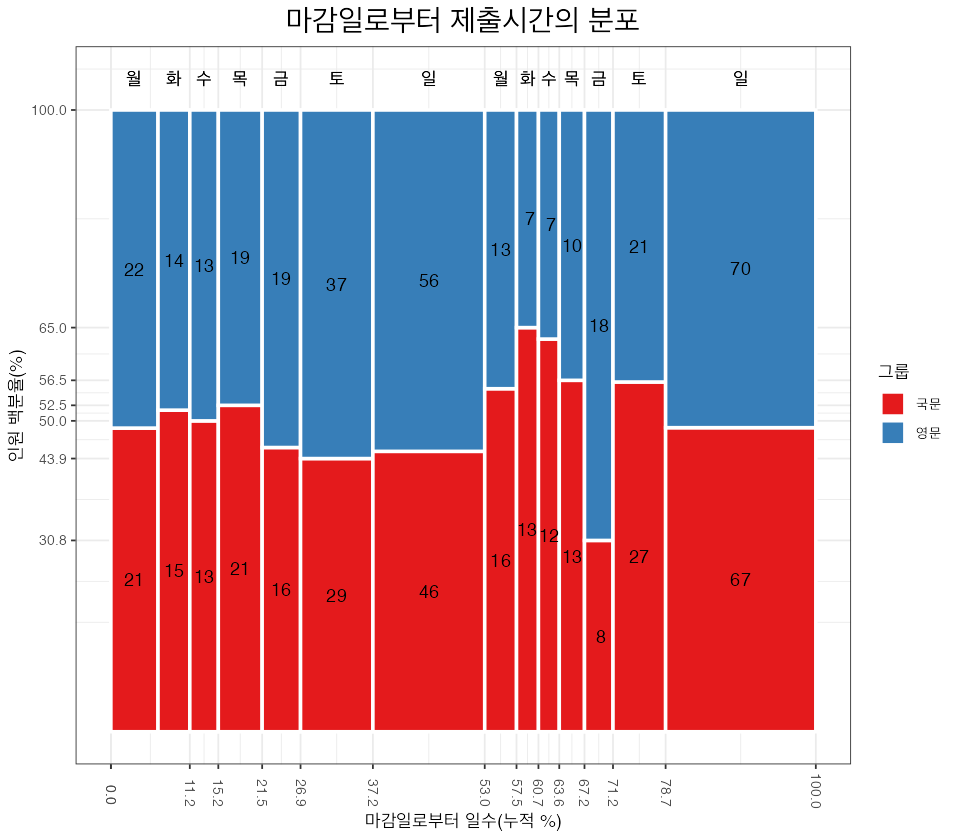 마감일로부터 제출시간의 분포
월 화 수 목 금 토 일 월 화 수 목 금 토 일
100.0
65.0
56.5
52.5
50.0
43.9
30.8
인원 백분율(%)
22 14 13 19 19 37 56 13 7 7 10 18 21 70
21 15 13 21 16 29 46 16 13 12 13 8 27 67
0.0 11.2 15.2 21.5 26.9 37.2 53.0 57.5 60.7 63.6 67.2 71.2 78.7 100.0
마감일로부터 일수(누적 %)
그룹
국문
영문